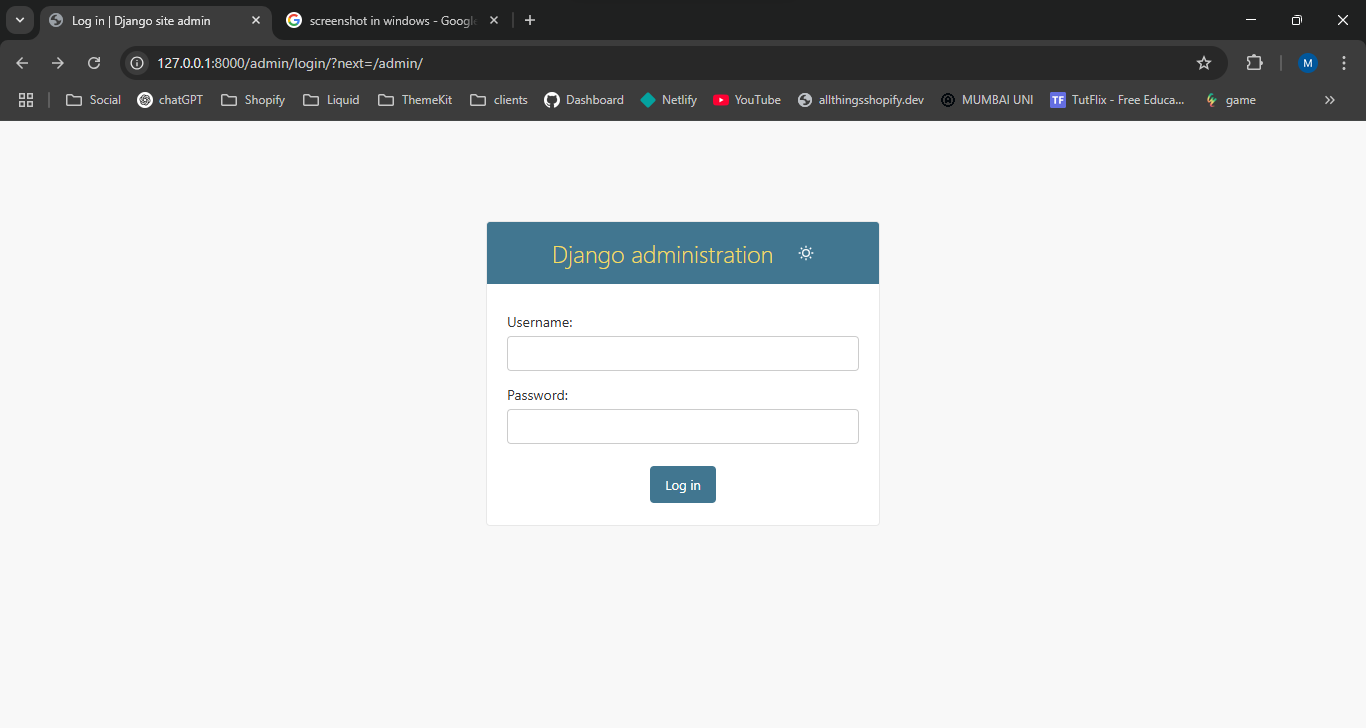 Log in | Django site admin
screenshot in windows - Google
127.0.0.1:8000/admin/login/?next=/admin/
M
Social chatGPT Shopify Liquid ThemeKit clients Dashboard Netlify YouTube allthingsshopify.dev MUMBAI UNI TF TutFlix - Free Educa... game
Django administration
Username:
Password:
Log in